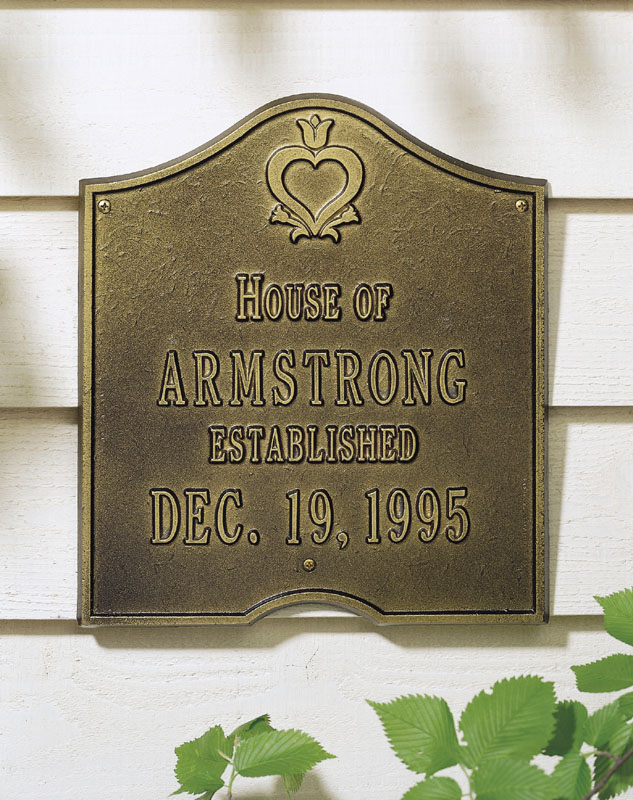 HOUSE OF
ARMSTRONG
ESTABLISHED
DEC. 19, 1995